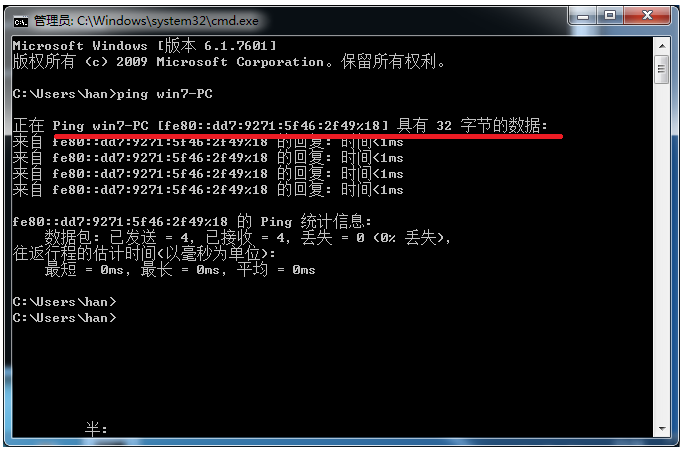 管理员: C:\Windows\system32\cmd.exe
Microsoft Windows [版本 6.1.7601]
版权所有 (c) 2009 Microsoft Corporation。保留所有权利。
C:\Users\han>ping win7-PC
正在 Ping win7-PC [fe80::dd7:9271:5f46:2f49%18] 具有 32 字节的数据:
来自 fe80::dd7:9271:5f46:2f49%18 的回复: 时间<1ms
来自 fe80::dd7:9271:5f46:2f49%18 的回复: 时间<1ms
来自 fe80::dd7:9271:5f46:2f49%18 的回复: 时间<1ms
来自 fe80::dd7:9271:5f46:2f49%18 的回复: 时间<1ms
fe80::dd7:9271:5f46:2f49%18 的 Ping 统计信息:
数据包: 已发送 = 4, 已接收 = 4, 丢失 = 0 (0% 丢失),
往返行程的估计时间(以毫秒为单位):
最短 = 0ms, 最长 = 0ms, 平均 = 0ms
C:\Users\han>
C:\Users\han>
半: